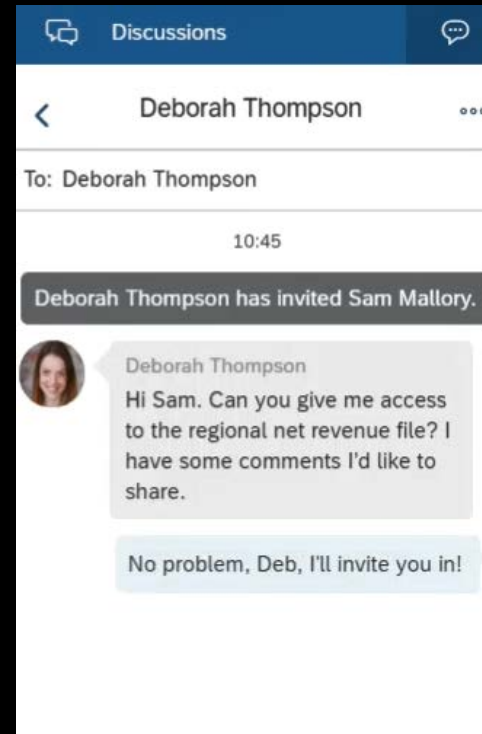 Discussions
Deborah Thompson
To: Deborah Thompson
10:45
Deborah Thompson has invited Sam Mallory.
Deborah Thompson
Hi Sam. Can you give me access
to the regional net revenue file? I
have some comments I'd like to
share.
No problem, Deb, I'll invite you in!